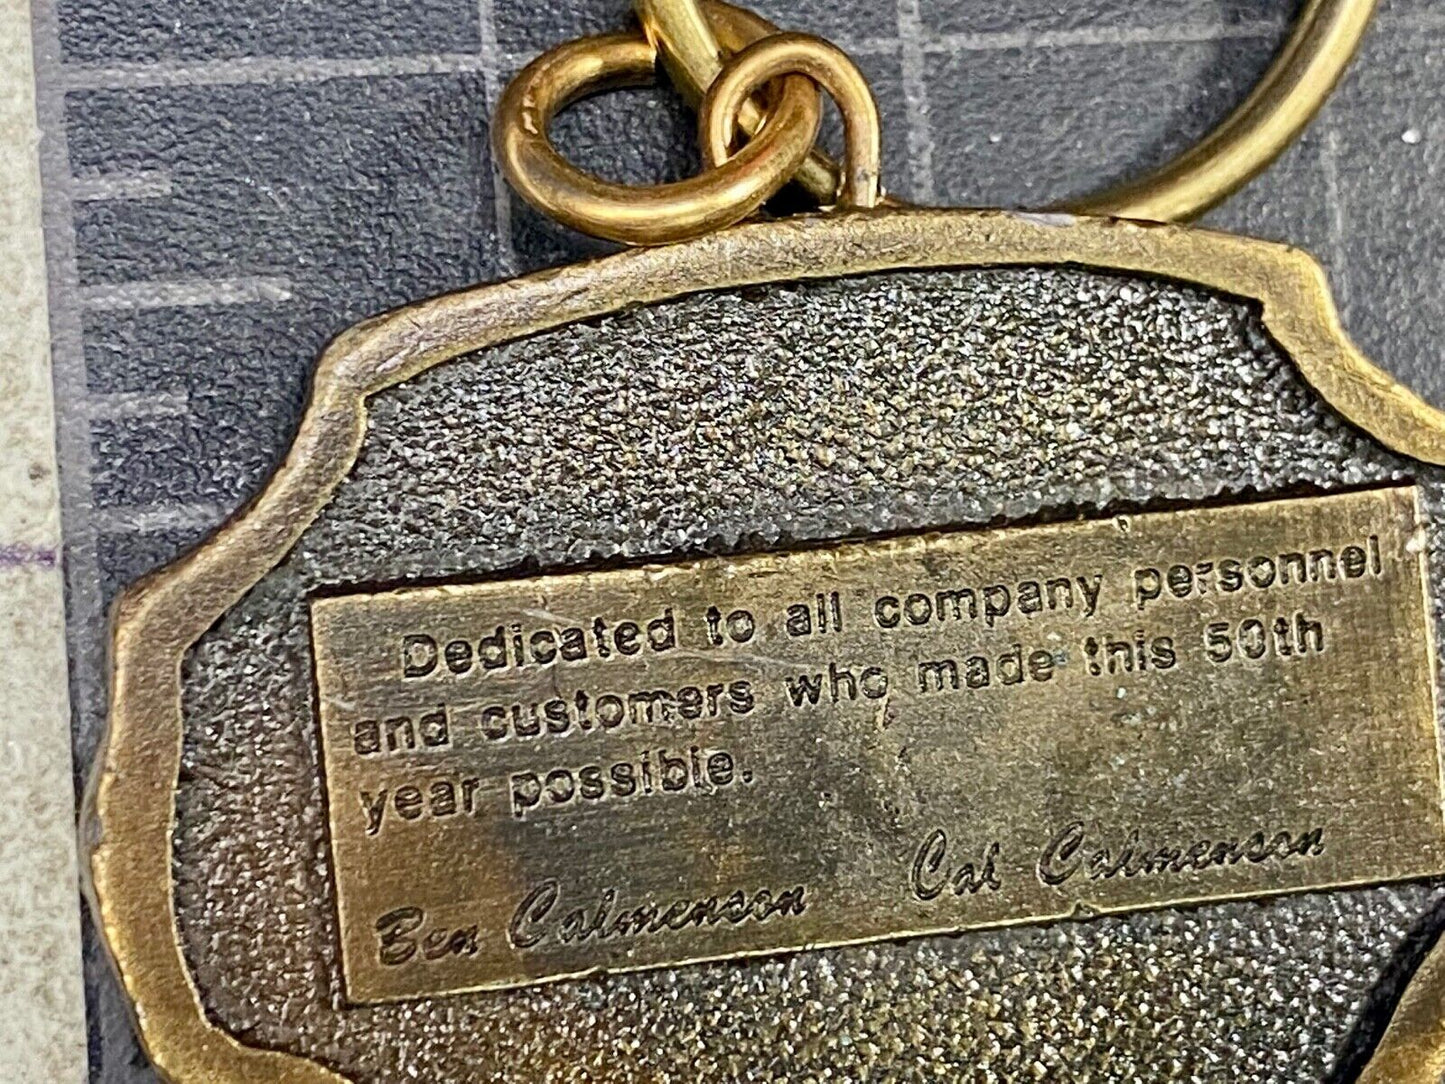 Dedicated to all company personnel
and customers who made this 50th
year possible.
Ben Calmenson Cal Calmenson